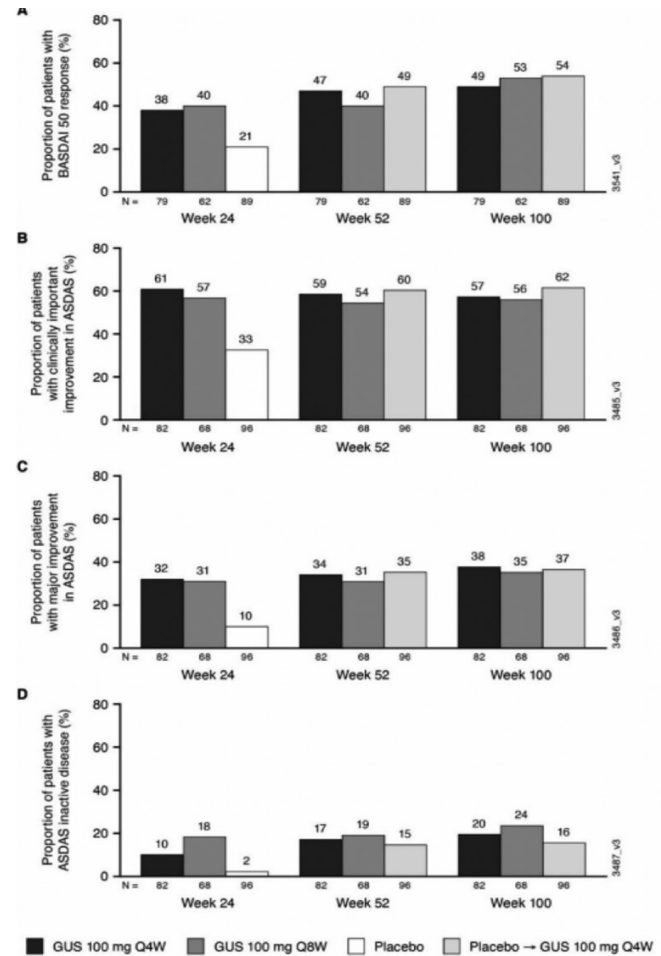 A
Proportion of patients with
BASDAI 50 response (%)
80
60
40
20
0
38
40
21
47
40
49
49
53
54
N =
79
62
89
79
62
89
79
62
89
Week 24
Week 52
Week 100
3541_v3
B
Proportion of patients
with clinically important
improvement in ASDAS (%)
80
60
40
20
0
61
57
33
59
54
60
57
56
62
N =
82
68
96
82
68
96
82
68
96
Week 24
Week 52
Week 100
3485_v3
C
Proportion of patients
with major improvement
in ASDAS (%)
80
60
40
20
0
32
31
10
34
31
35
38
35
37
N =
82
68
96
82
68
96
82
68
96
Week 24
Week 52
Week 100
3486_v3
D
Proportion of patients with
ASDAS inactive disease (%)
80
60
40
20
0
10
18
2
17
19
15
20
24
16
N =
82
68
96
82
68
96
82
68
96
Week 24
Week 52
Week 100
3487_v3
GUS 100 mg Q4W
GUS 100 mg Q8W
Placebo
Placebo → GUS 100 mg Q4W